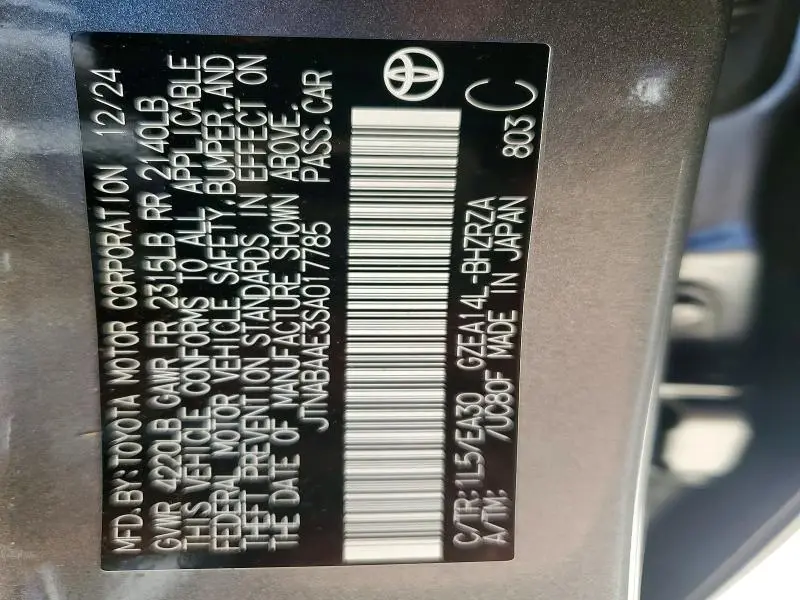 MFD.BY:TOYOTA MOTOR CORPORATION 12/24
GVWR 4220LB GAWR FR 2315LB RR 2140LB
THIS VEHICLE CONFORMS TO ALL APPLICABLE
FEDERAL MOTOR VEHICLE SAFETY,BUMPER,AND
THEFT PREVENTION STANDARDS IN EFFECT ON
THE DATE OF MANUFACTURE SHOWN ABOVE.
JTNABAAE3SA017785 PASS.CAR
C/TR:1L5/EA30 GZEA14L-BHZRZA C
A/TM: /UC80F MADE IN JAPAN 803